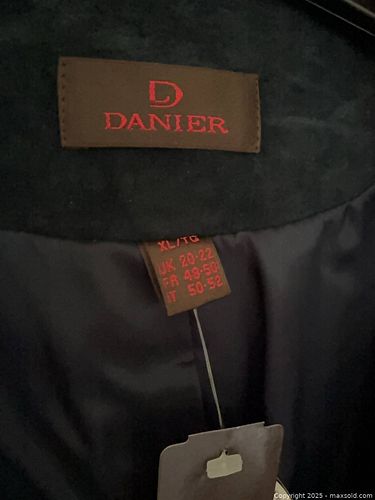 D
DANIER
XL/TG
UK 20-22
FR 48-50
IT 50-52
Copyright 2025 - maxsold.com